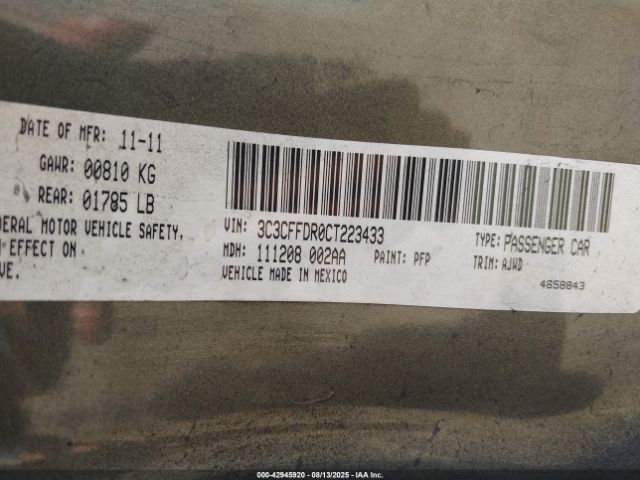 DATE OF MFR: 11-11
GAWR: 00810 KG
REAR: 01785 LB
DERAL MOTOR VEHICLE SAFETY,
EFFECT ON
VE.
VIN: 3C3CFFDR0CT223433
TYPE: PASSENGER CAR
MDH: 111208 002AA PAINT: PFP
TRIM: AJWD
VEHICLE MADE IN MEXICO
4658843
000-42945920 - 08/13/2025 - IAA Inc.